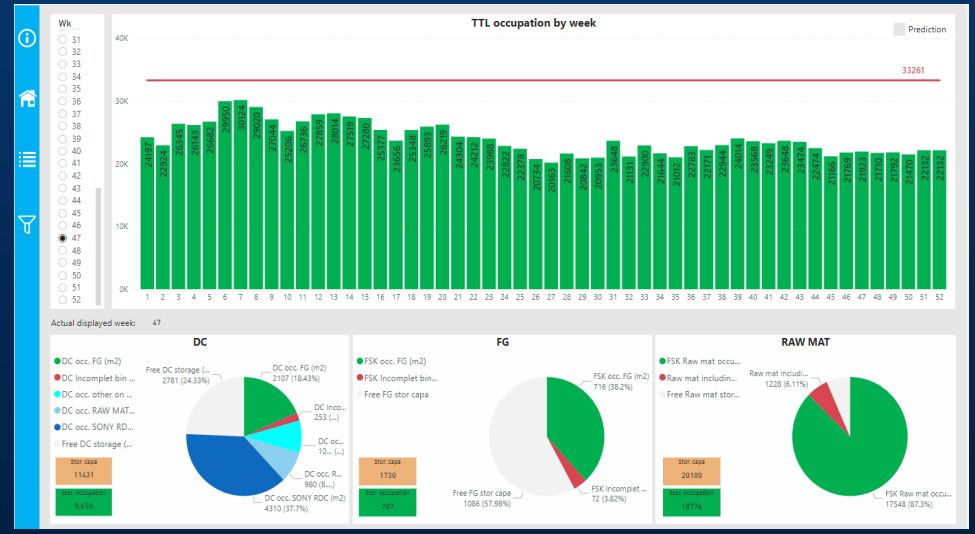 Wk
31
32
33
34
35
36
37
38
39
40
41
42
43
44
45
46
47
48
49
50
51
52
TTL occupation by week
Prediction
40K
30K
20K
10K
0K
33261
24197 22924 26345 26143 26682 29950 30124 29020 27044 25206 26736 27859 28014 27519 27280 25377 23656 25348 25893 26219 24304 24212 23988 22822 22378 20734 20163 21608 20842 20953 23648 21131 22900 21644 21012 22783 22171 22944 24014 23568 23249 23648 23474 22474 21166 21769 21923 21710 21792 21470 22132 22132
1 2 3 4 5 6 7 8 9 10 11 12 13 14 15 16 17 18 19 20 21 22 23 24 25 26 27 28 29 30 31 32 33 34 35 36 37 38 39 40 41 42 43 44 45 46 47 48 49 50 51 52
Actual displayed week: 47
DC
DC occ. FG (m2)
DC Incomplet bin ...
DC occ. other on ...
DC occ. RAW MAT...
DC occ. SONY RD...
Free DC storage (...
Stor. capa
11431
Stor. occupation
8,650
Free DC storage (...
2781 (24.33%)
DC occ. FG (m2)
2107 (18.43%)
DC Inco...
253 (...)
DC oc...
10... (...)
DC occ. R...
980 (8....)
DC occ. SONY RDC (m2)
4310 (37.7%)
FG
FSK occ. FG (m2)
FSK Incomplet bin...
Free FG stor capa
Stor. capa
1730
Stor. occupation
787
FSK occ. FG (m2)
716 (38.2%)
FSK Incomplet ...
72 (3.82%)
Free FG stor capa
1086 (57.98%)
RAW MAT
FSK Raw mat occu...
Raw mat includin...
Free Raw mat stor...
Stor. capa
20100
Stor. occupation
18776
Raw mat includi...
1228 (6.11%)
FSK Raw mat occu...
17548 (87.3%)